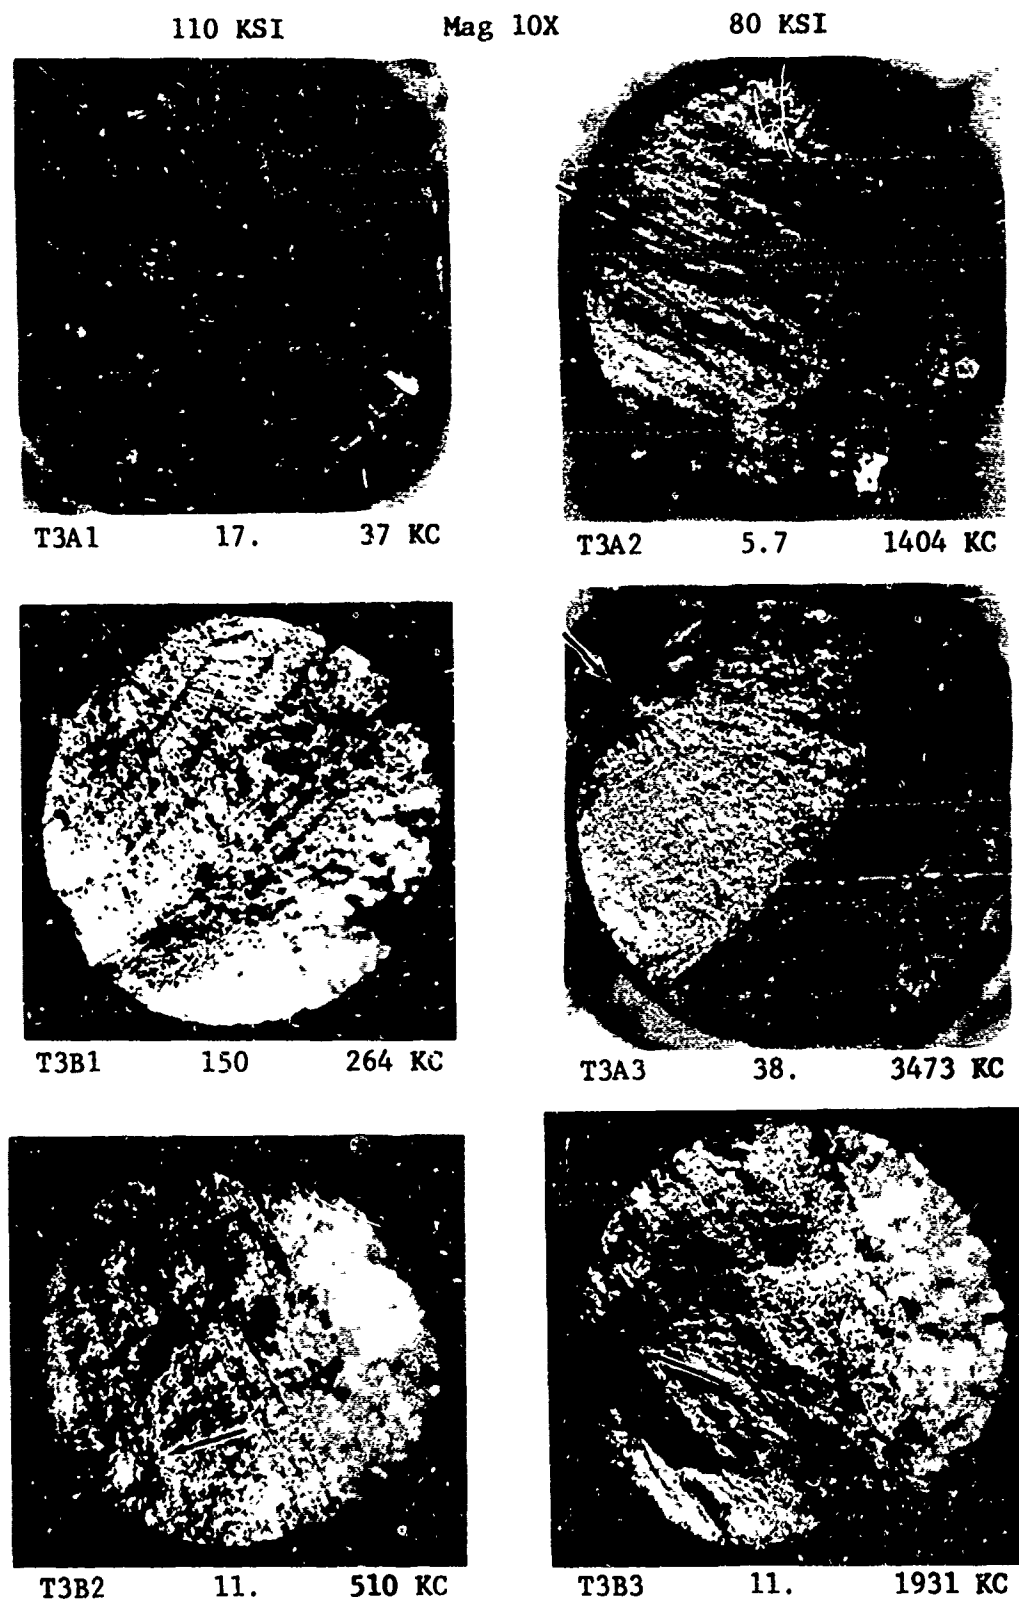 110 KSI Mag 10X 80 KSI
T3A1 17. 37 KC T3A2 5.7 1404 KC
T3B1 150 264 KC T3A3 38. 3473 KC
T3B2 11. 510 KC T3B3 11. 1931 KC